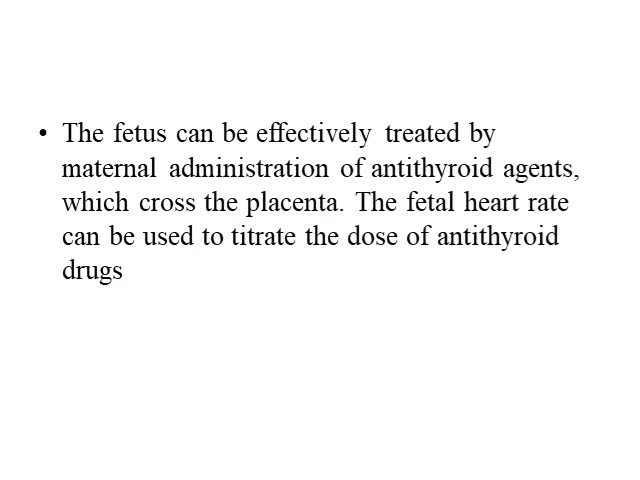 • The fetus can be effectively treated by
maternal administration of antithyroid agents,
which cross the placenta. The fetal heart rate
can be used to titrate the dose of antithyroid
drugs